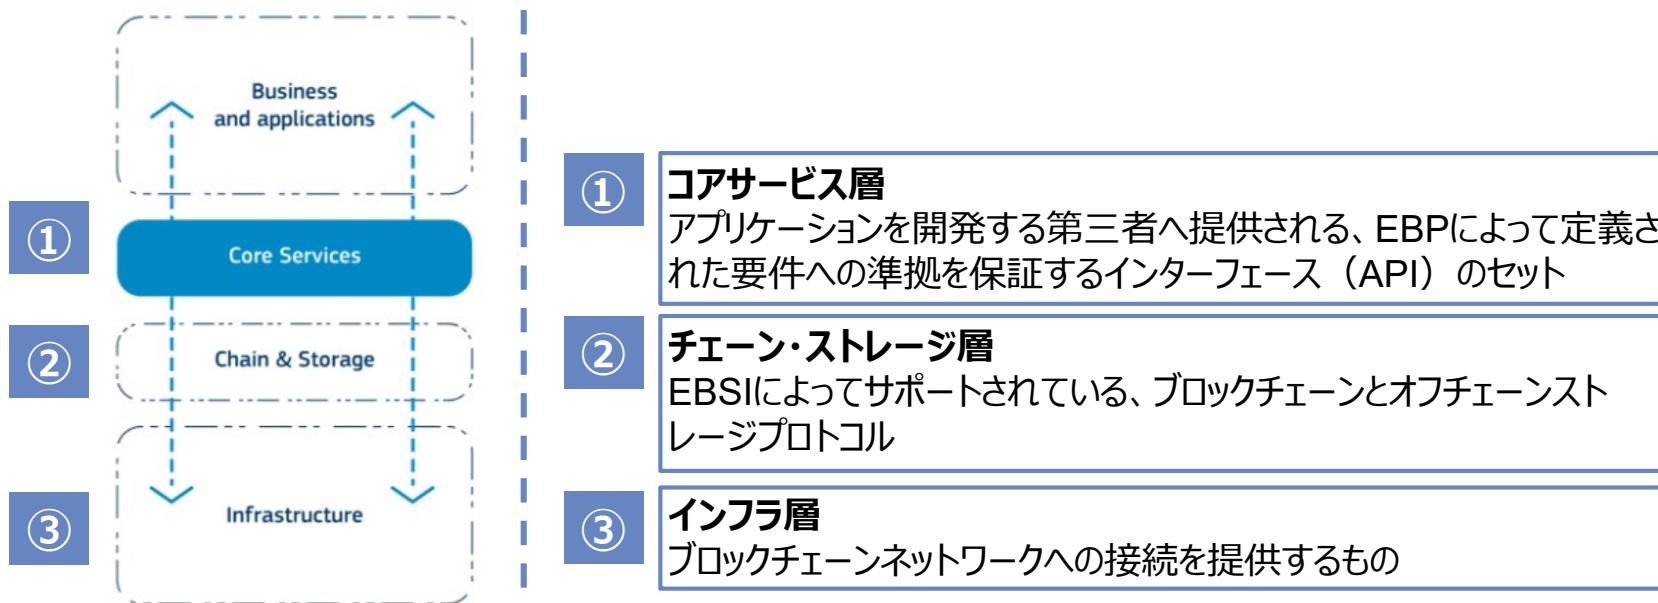 Business
and applications
①
Core Services
②
Chain & Storage
③
Infrastructure
①
コアサービス層
アプリケーションを開発する第三者へ提供される、EBPによって定義さ
れた要件への準拠を保証するインターフェース（API）のセット
②
チェーン・ストレージ層
EBSIによってサポートされている、ブロックチェーンとオフチェーンスト
レージプロトコル
③
インフラ層
ブロックチェーンネットワークへの接続を提供するもの